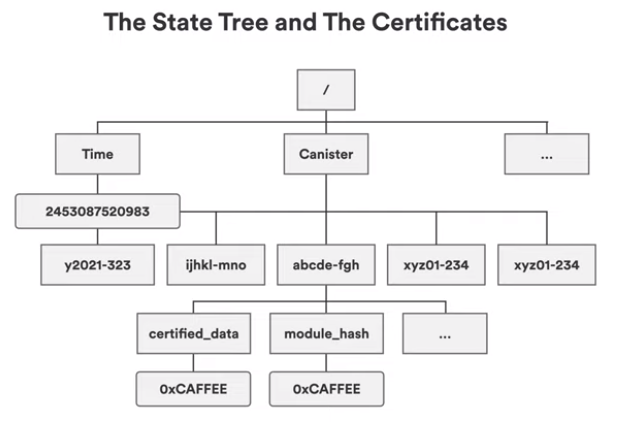 The State Tree and The Certificates
/
Time
Canister
...
2453087520983
y2021-323
ijhkl-mno
abcde-fgh
xyz01-234
xyz01-234
certified_data
module_hash
...
0xCAFFEE
0xCAFFEE